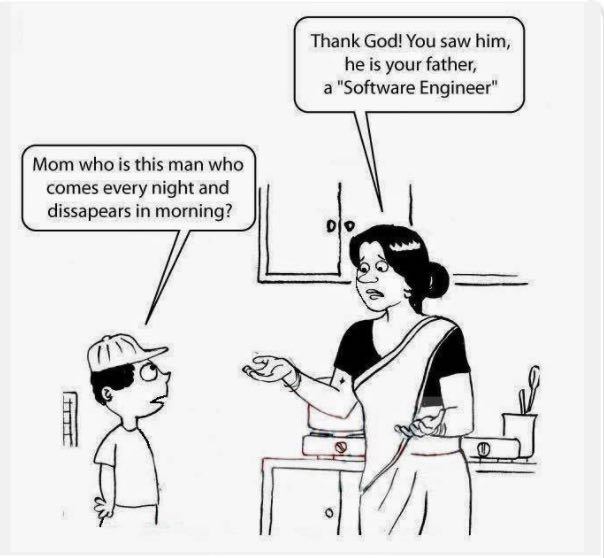 Thank God! You saw him,
he is your father,
a "Software Engineer"
Mom who is this man who
comes every night and
dissapears in morning?